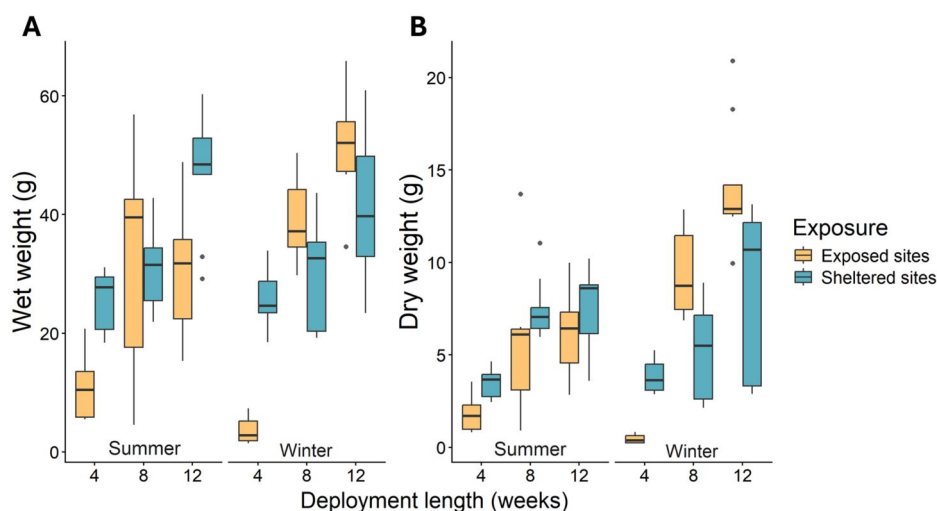 A
B
Wet weight (g)
60
40
20
0
Summer
Winter
4 8 12 4 8 12
Dry weight (g)
20
15
10
5
0
Summer
Winter
4 8 12 4 8 12
Deployment length (weeks)
Exposure
Exposed sites
Sheltered sites